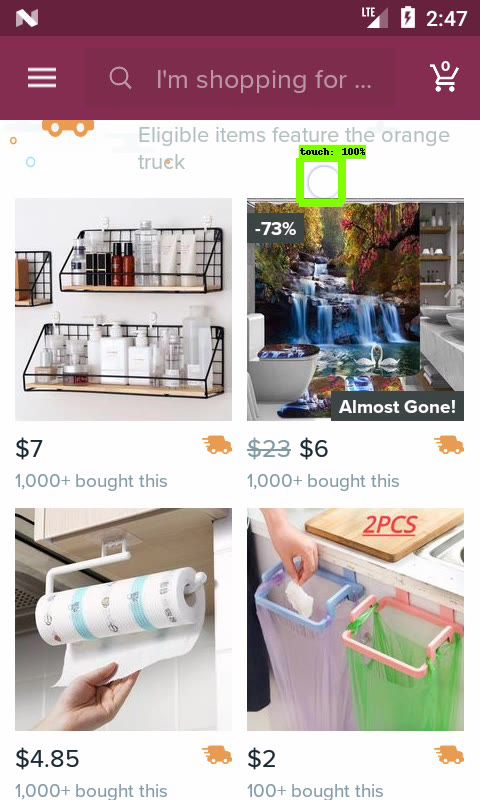 LTE
2:47
I'm shopping for ...
0
Eligible items feature the orange
truck
touch: 100%
-73%
Almost Gone!
$7
1,000+ bought this
$23 $6
1,000+ bought this
2PCS
$4.85
1,000+ bought this
$2
100+ bought this